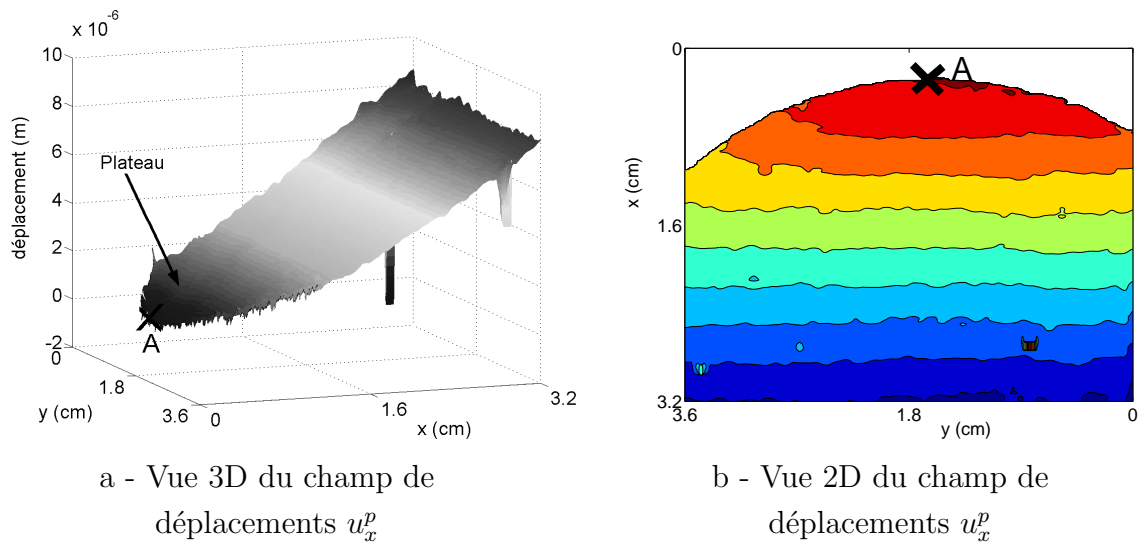 x 10^-6
10
8
6
4
2
0
-2
déplacement (m)
Plateau
A
0
1.8
3.6
y (cm)
0
1.6
3.2
x (cm)
a - Vue 3D du champ de
déplacements u_x^p
0
1.6
3.2
x (cm)
A
3.6
1.8
0
y (cm)
b - Vue 2D du champ de
déplacements u_x^p